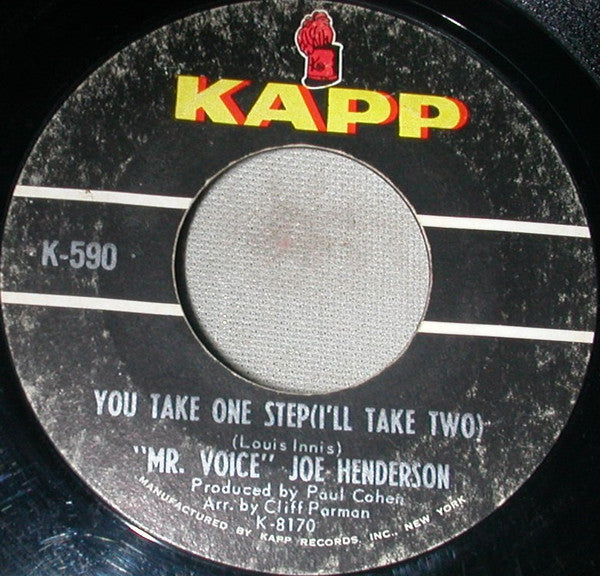 KAPP
K-590
YOU TAKE ONE STEP(I'LL TAKE TWO)
(Louis Innis)
"MR. VOICE" JOE HENDERSON
Produced by Paul Cohen
Arr. by Cliff Parman
K-8170
MANUFACTURED BY KAPP RECORDS, INC., NEW YORK